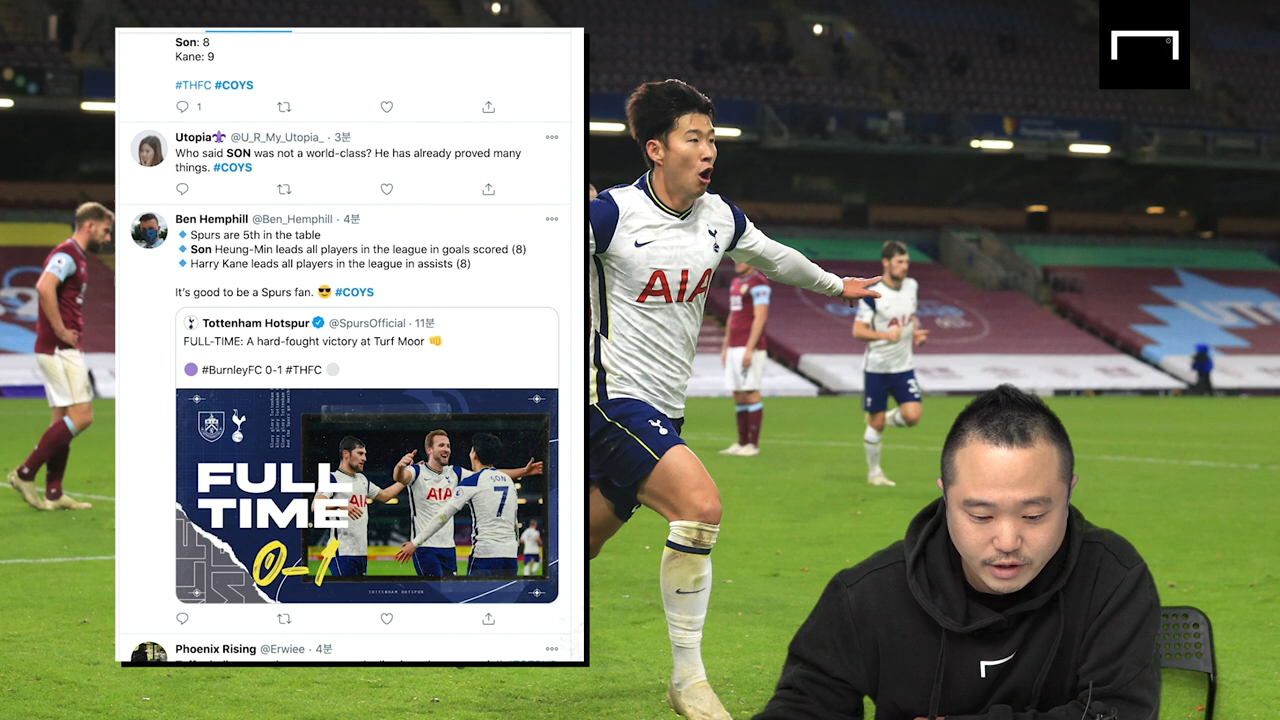 Son: 8
Kane: 9
#THFC #COYS
1
Utopia⚜ @U_R_My_Utopia_ · 3분
Who said SON was not a world-class? He has already proved many
things. #COYS
Ben Hemphill @Ben_Hemphill · 4분
🔹 Spurs are 5th in the table
🔹 Son Heung-Min leads all players in the league in goals scored (8)
🔹 Harry Kane leads all players in the league in assists (8)
It's good to be a Spurs fan. 😎 #COYS
Tottenham Hotspur @SpursOfficial · 11분
FULL-TIME: A hard-fought victory at Turf Moor 👊
🟣 #BurnleyFC 0-1 #THFC ⚪
FULL
TIME
0-1
AIA
AIA
SON
7
TOTTENHAM HOTSPUR
Phoenix Rising @Erwiee · 4분
AIA
AIA
3